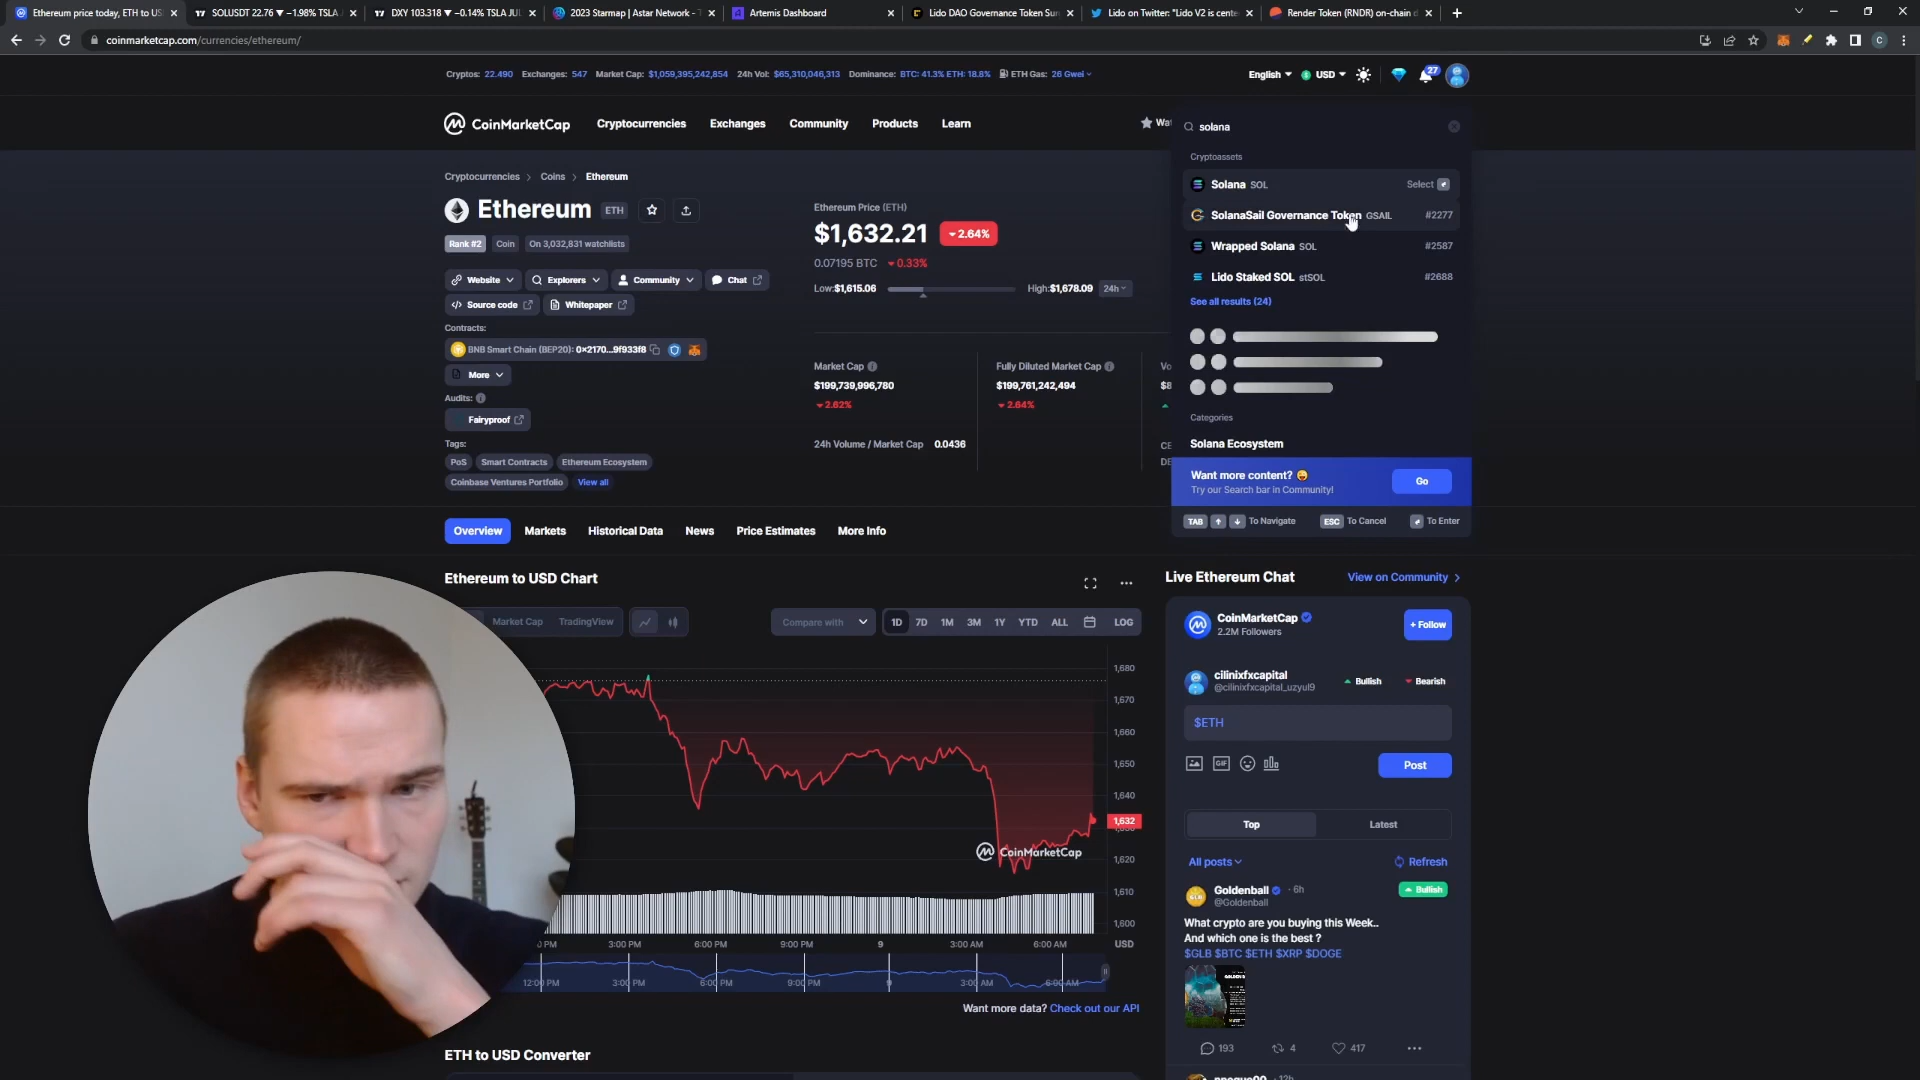 Ethereum price today, ETH to US
SOLUSDT 22.76 ▼ −1.98% TSLA
DXY 103.318 ▼ −0.14% TSLA JUL
2023 Starmap | Astar Network - T
Artemis Dashboard
Lido DAO Governance Token Sun
Lido on Twitter: "Lido V2 is cente
Render Token (RNDR) on-chain d
coinmarketcap.com/currencies/ethereum/
Cryptos: 22.490 Exchanges: 547 Market Cap: $1,059,395,242,854 24h Vol: $65,310,046,313 Dominance: BTC: 41.3% ETH: 18.8% ETH Gas: 26 Gwei
English USD 27
CoinMarketCap Cryptocurrencies Exchanges Community Products Learn Wat
solana
Cryptoassets
Solana SOL Select
SolanaSail Governance Token GSAIL #2277
Wrapped Solana SOL #2587
Lido Staked SOL stSOL #2688
See all results (24)
Categories
Solana Ecosystem
Want more content?
Try our Search bar in Community!
Go
TAB To Navigate ESC To Cancel To Enter
Cryptocurrencies Coins Ethereum
Ethereum ETH
Rank #2 Coin On 3,032,831 watchlists
Website Explorers Community Chat
Source code Whitepaper
Contracts:
BNB Smart Chain (BEP20): 0x2170...9f933f8
More
Audits:
Fairyproof
Tags:
PoS Smart Contracts Ethereum Ecosystem
Coinbase Ventures Portfolio View all
Ethereum Price (ETH)
$1,632.21 2.64%
0.07195 BTC 0.33%
Low:$1,615.06 High:$1,678.09 24h
Market Cap
$199,739,996,780
2.62%
24h Volume / Market Cap 0.0436
Fully Diluted Market Cap
$199,761,242,494
2.64%
Vo
$8
CE
DE
Overview Markets Historical Data News Price Estimates More Info
Ethereum to USD Chart
Market Cap TradingView
Compare with
1D 7D 1M 3M 1Y YTD ALL LOG
1,680
1,670
1,660
1,650
1,640
1,632
1,620
1,610
1,600
CoinMarketCap
PM 3:00 PM 6:00 PM 9:00 PM 9 3:00 AM 6:00 AM USD
12:00 PM 3:00 PM 6:00 PM 9:00 PM 9 3:00 AM 6:00 AM
Want more data? Check out our API
ETH to USD Converter
Live Ethereum Chat View on Community
CoinMarketCap
2.2M Followers
+ Follow
cilinixfxcapital
@cilinixfxcapital_uzyul9
Bullish Bearish
$ETH
GIF
Post
Top Latest
All posts Refresh
Goldenball · 6h
@Goldenball
Bullish
What crypto are you buying this Week..
And which one is the best ?
$GLB $BTC $ETH $XRP $DOGE
193 4 417